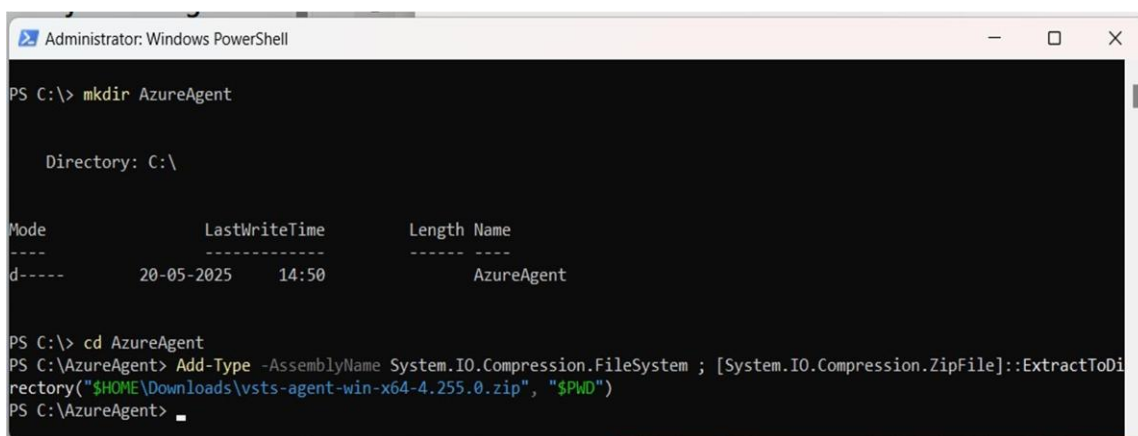 Administrator: Windows PowerShell
PS C:\> mkdir AzureAgent
Directory: C:\
Mode LastWriteTime Length Name
---- ------------- ------ ----
d----- 20-05-2025 14:50 AzureAgent
PS C:\> cd AzureAgent
PS C:\AzureAgent> Add-Type -AssemblyName System.IO.Compression.FileSystem ; [System.IO.Compression.ZipFile]::ExtractToDi
rectory("$HOME\Downloads\vsts-agent-win-x64-4.255.0.zip", "$PWD")
PS C:\AzureAgent>